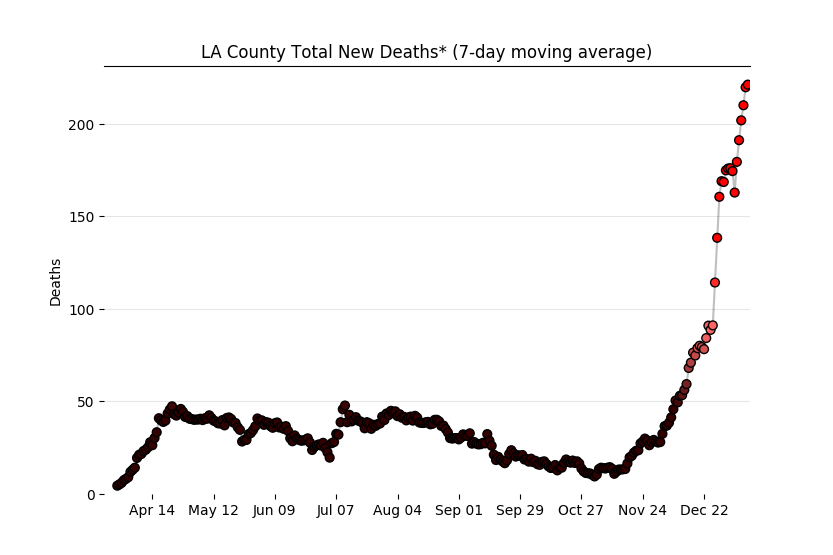 LA County Total New Deaths* (7-day moving average)
200
150
100
50
0
Deaths
Apr 14 May 12 Jun 09 Jul 07 Aug 04 Sep 01 Sep 29 Oct 27 Nov 24 Dec 22